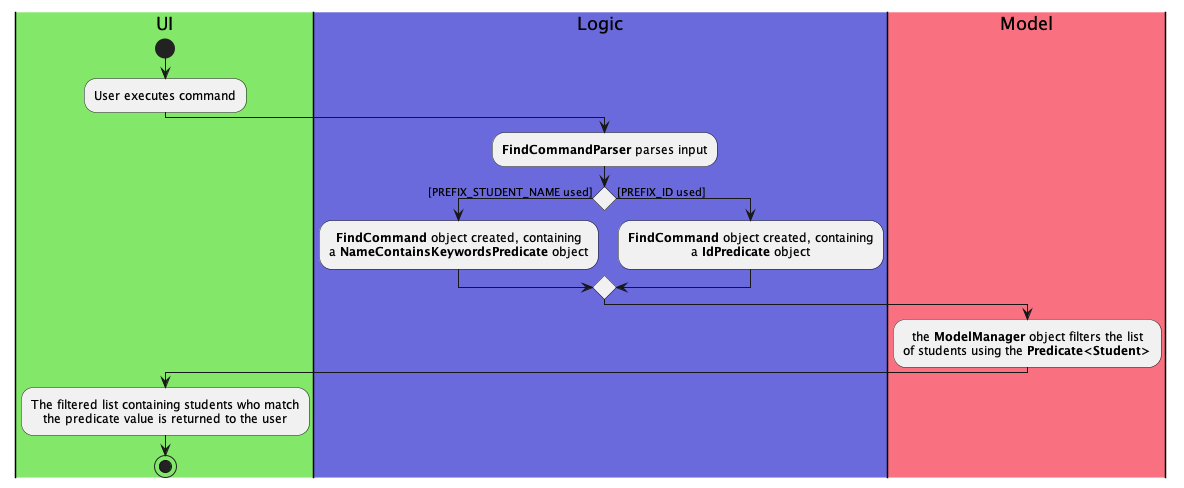 UI
Logic
Model
User executes command
FindCommandParser parses input
[PREFIX_STUDENT_NAME used]
[PREFIX_ID used]
FindCommand object created, containing
a NameContainsKeywordsPredicate object
FindCommand object created, containing
a IdPredicate object
the ModelManager object filters the list
of students using the Predicate<Student>
The filtered list containing students who match
the predicate value is returned to the user